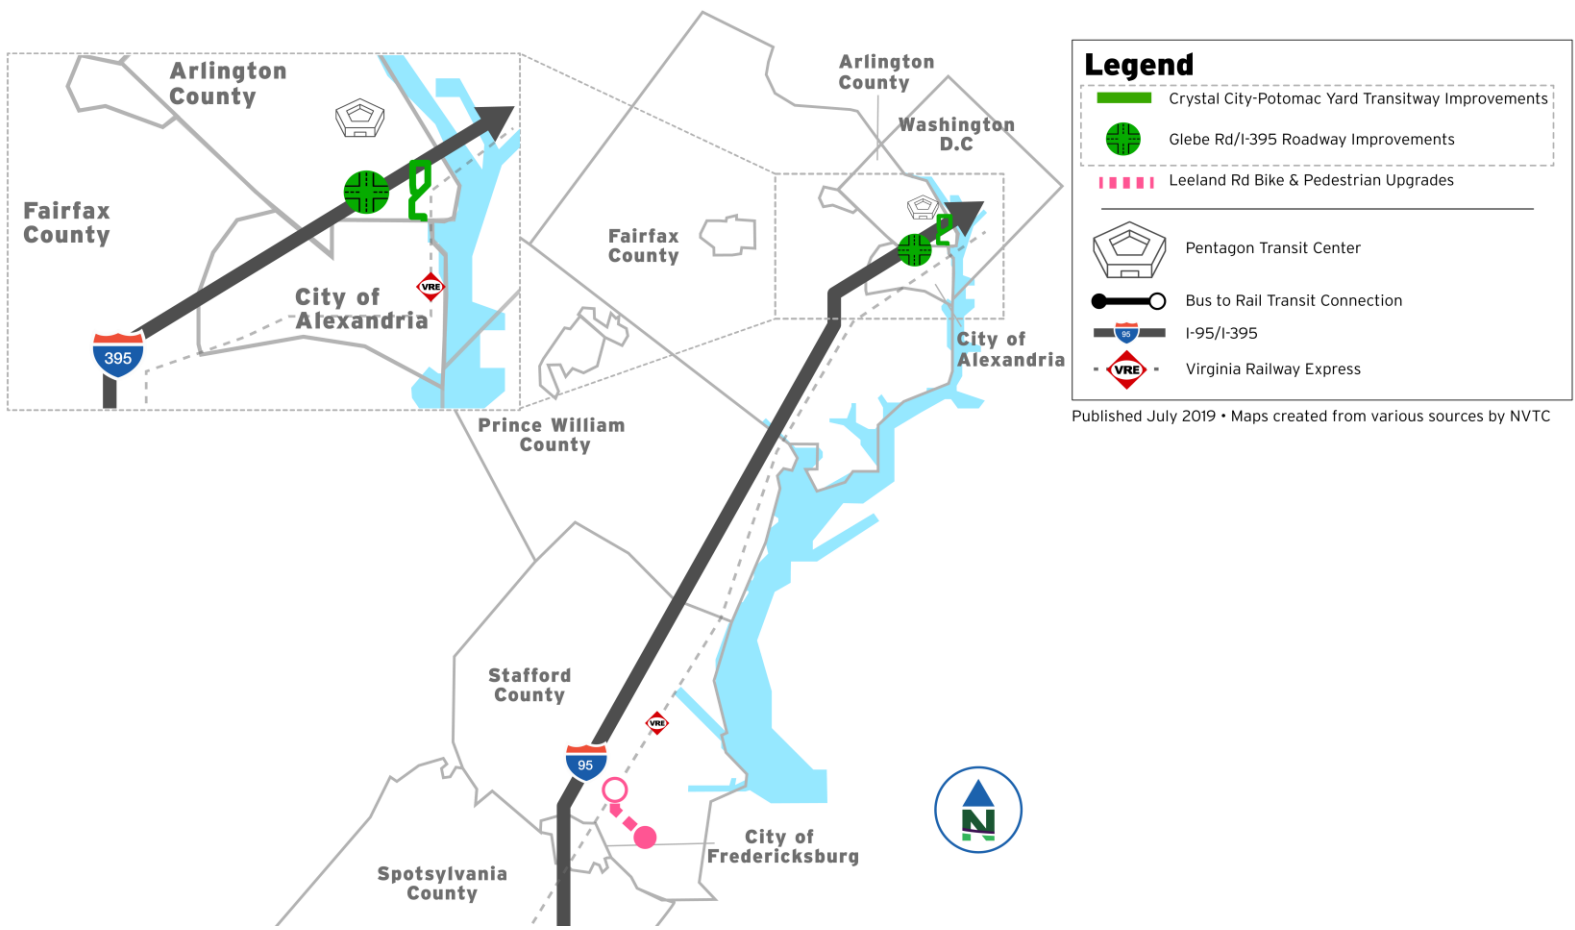 Arlington
County
Fairfax
County
City of
Alexandria
VRE
395
Arlington
County
Washington
D.C
Fairfax
County
City of
Alexandria
Prince William
County
Stafford
County
VRE
95
City of
Fredericksburg
Spotsylvania
County
N
Legend
Crystal City-Potomac Yard Transitway Improvements
Glebe Rd/I-395 Roadway Improvements
Leeland Rd Bike & Pedestrian Upgrades
Pentagon Transit Center
Bus to Rail Transit Connection
95 I-95/I-395
VRE Virginia Railway Express
Published July 2019 • Maps created from various sources by NVTC